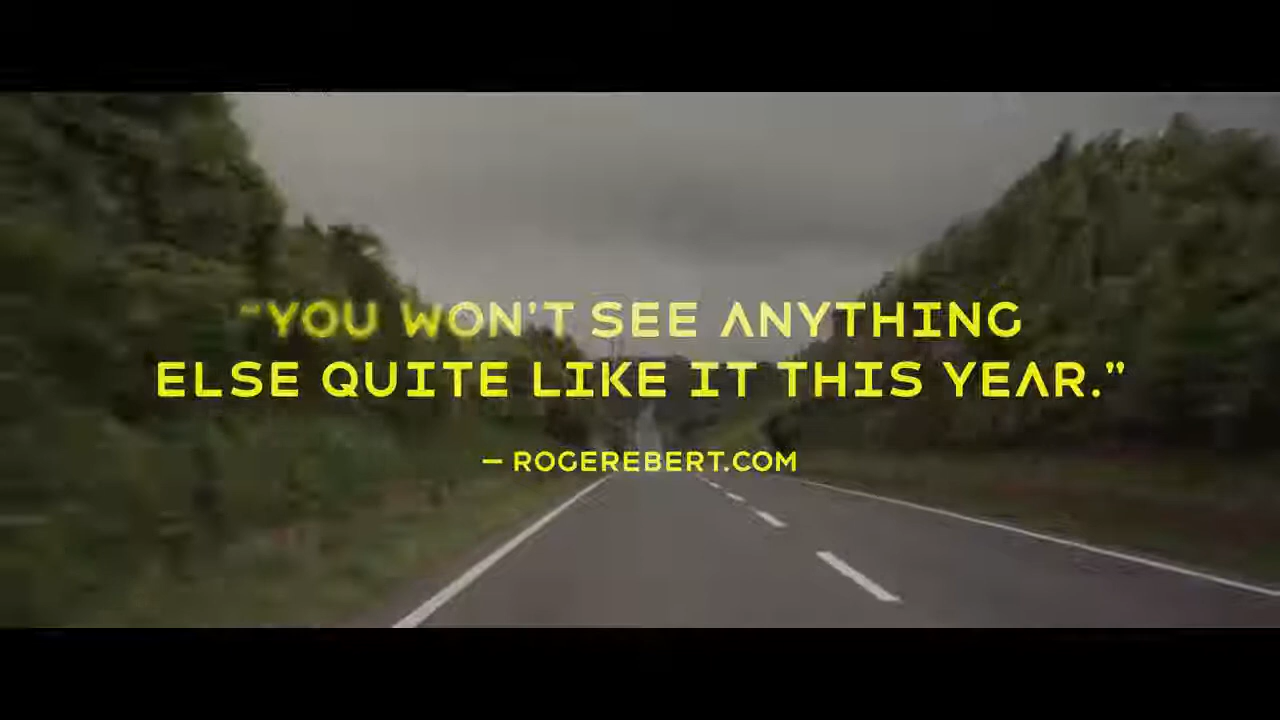 “YOU WON'T SEE ANYTHING
ELSE QUITE LIKE IT THIS YEAR.”
– ROGEREBERT.COM